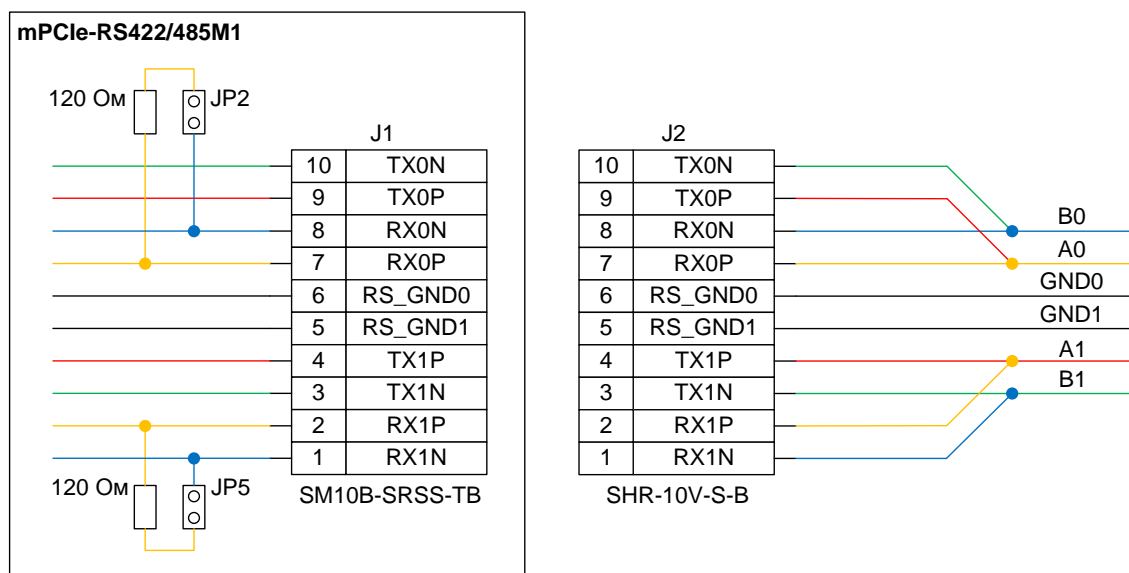 mPCIe-RS422/485M1
120 Ом JP2
J1
10 TX0N
9 TX0P
8 RX0N
7 RX0P
6 RS_GND0
5 RS_GND1
4 TX1P
3 TX1N
2 RX1P
1 RX1N
120 Ом JP5
SM10B-SRSS-TB
J2
10 TX0N
9 TX0P
8 RX0N
7 RX0P
6 RS_GND0
5 RS_GND1
4 TX1P
3 TX1N
2 RX1P
1 RX1N
SHR-10V-S-B
B0
A0
GND0
GND1
A1
B1